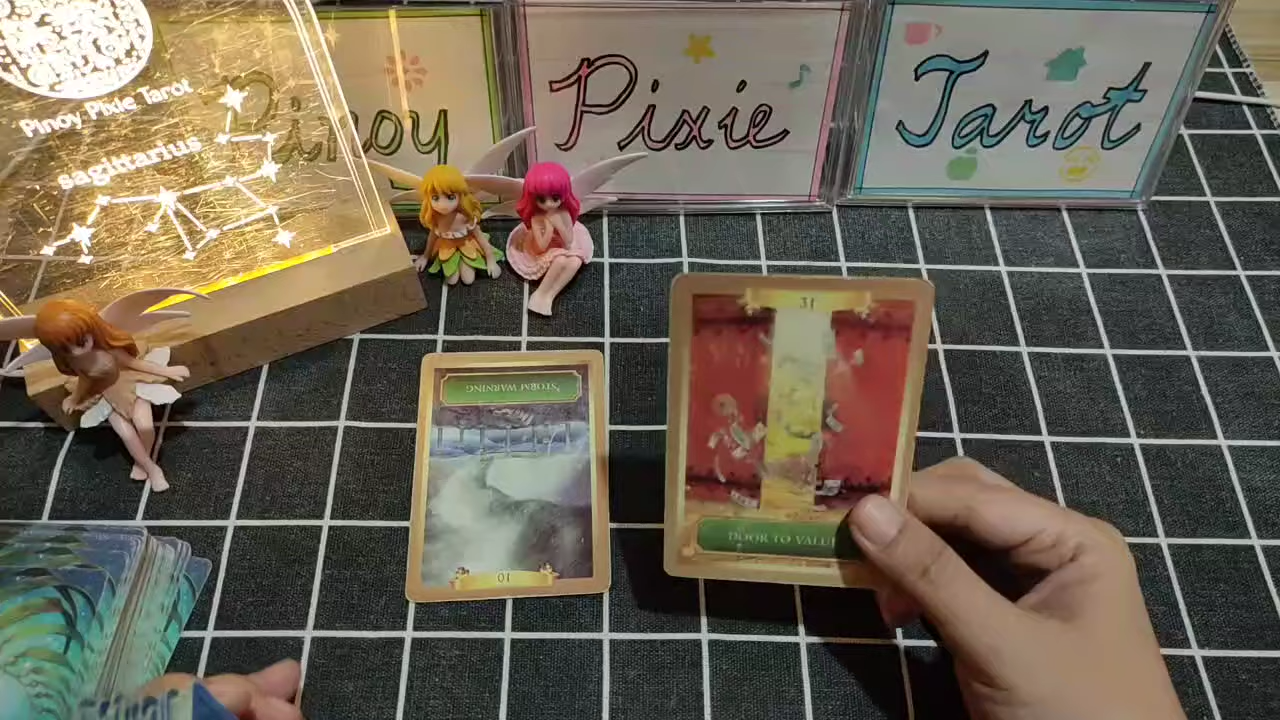 Pinoy Pixie Tarot
sagittarius
Pinoy
Pixie
Tarot
STORM WARNING
10
31
DOOR TO VALU